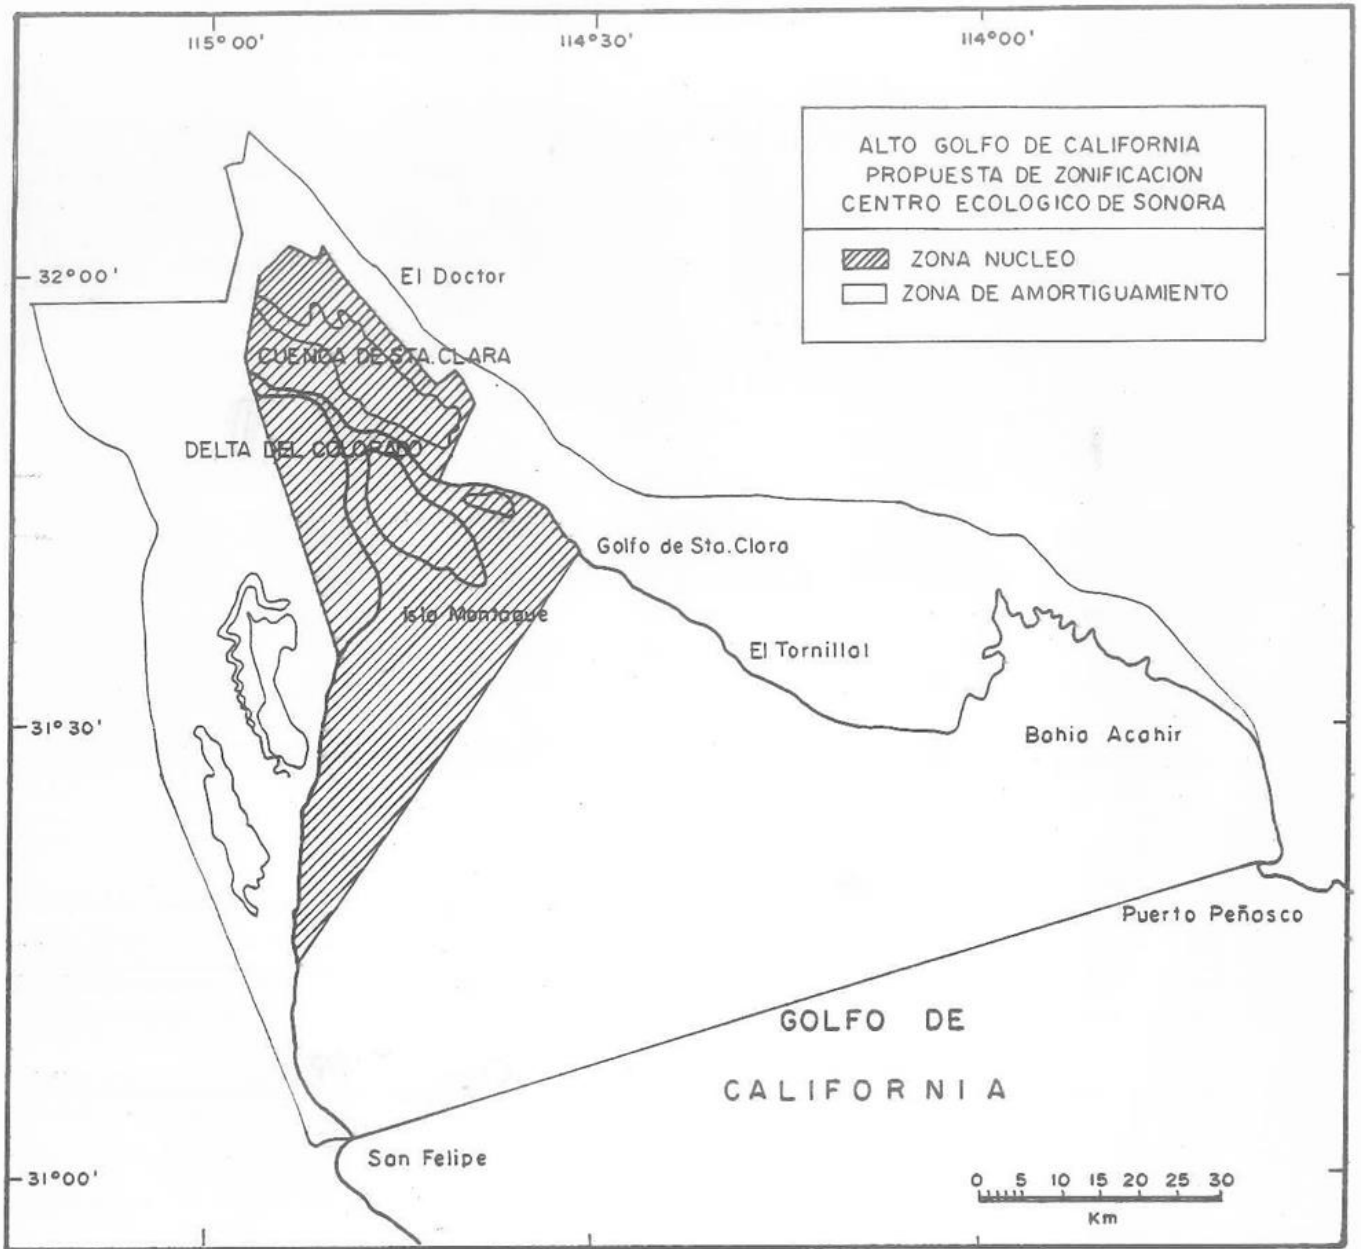 115°00'
114°30'
114°00'
ALTO GOLFO DE CALIFORNIA
PROPUESTA DE ZONIFICACION
CENTRO ECOLOGICO DE SONORA
ZONA NUCLEO
ZONA DE AMORTIGUAMIENTO
32°00'
El Doctor
CUENCA DE STA. CLARA
DELTA DEL COLORADO
Golfo de Sta. Clara
Isla Montague
El Tornillal
31°30'
Bahia Acahir
Puerto Peñasco
GOLFO DE
CALIFORNIA
San Felipe
31°00'
0 5 10 15 20 25 30
Km